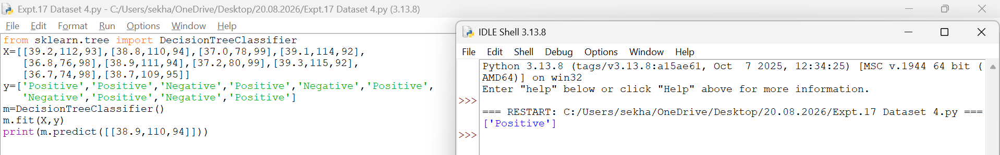 Expt.17 Dataset 4.py - C:/Users/sekha/OneDrive/Desktop/20.08.2026/Expt.17 Dataset 4.py (3.13.8)
File Edit Format Run Options Window Help
from sklearn.tree import DecisionTreeClassifier
X=[[39.2,112,93],[38.8,110,94],[37.0,78,99],[39.1,114,92],
   [36.8,76,98],[38.9,111,94],[37.2,80,99],[39.3,115,92],
   [36.7,74,98],[38.7,109,95]]
y=['Positive','Positive','Negative','Positive','Negative','Positive',
   'Negative','Positive','Negative','Positive']
m=DecisionTreeClassifier()
m.fit(X,y)
print(m.predict([[38.9,110,94]]))
IDLE Shell 3.13.8
File Edit Shell Debug Options Window Help
Python 3.13.8 (tags/v3.13.8:a15ae61, Oct  7 2025, 12:34:25) [MSC v.1944 64 bit (
AMD64)] on win32
Enter "help" below or click "Help" above for more information.
>>>
=== RESTART: C:/Users/sekha/OneDrive/Desktop/20.08.2026/Expt.17 Dataset 4.py ===
['Positive']
>>>